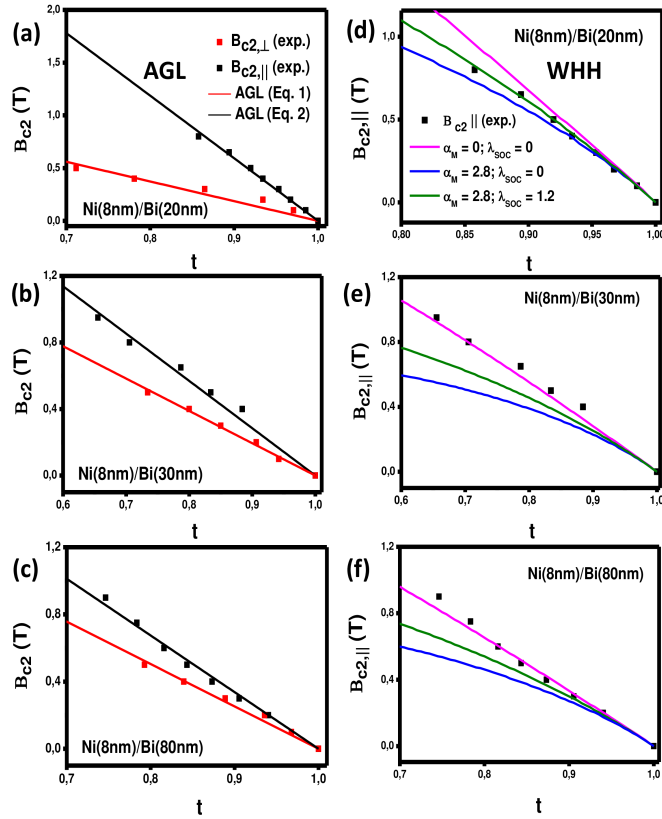 (a)
AGL
B_c2,⊥ (exp.)
B_c2,|| (exp.)
AGL (Eq. 1)
AGL (Eq. 2)
B_c2 (T)
2,0
1,5
1,0
0,5
0,0
Ni(8nm)/Bi(20nm)
0,7 0,8 0,9 1,0
t
(d)
Ni(8nm)/Bi(20nm)
WHH
B_c2 || (exp.)
α_M = 0; λ_SOC = 0
α_M = 2.8; λ_SOC = 0
α_M = 2.8; λ_SOC = 1.2
B_c2,|| (T)
1,0
0,5
0,0
0,80 0,85 0,90 0,95 1,00
t
(b)
B_c2 (T)
1,2
0,8
0,4
0,0
Ni(8nm)/Bi(30nm)
0,6 0,7 0,8 0,9 1,0
t
(e)
Ni(8nm)/Bi(30nm)
B_c2,|| (T)
1,2
0,8
0,4
0,0
0,6 0,7 0,8 0,9 1,0
t
(c)
B_c2 (T)
1,2
0,8
0,4
0,0
Ni(8nm)/Bi(80nm)
0,7 0,8 0,9 1,0
t
(f)
Ni(8nm)/Bi(80nm)
B_c2,|| (T)
1,2
0,8
0,4
0,0
0,7 0,8 0,9 1,0
t